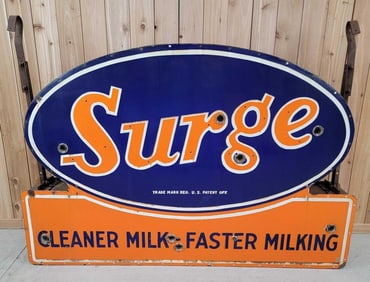 Surge
TRADE MARK REG. U.S. PATENT OFF.
CLEANER MILK-FASTER MILKING